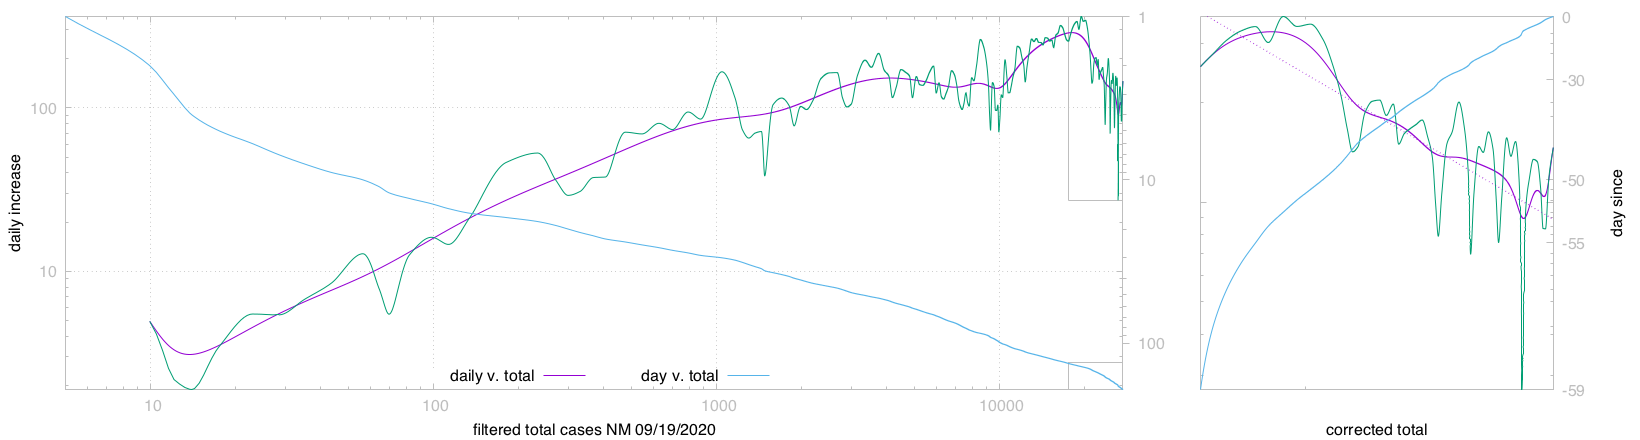 daily increase
100
10
daily v. total
day v. total
10
100
1000
10000
filtered total cases NM 09/19/2020
1
10
100
0
-30
-50
-55
-59
day since
corrected total